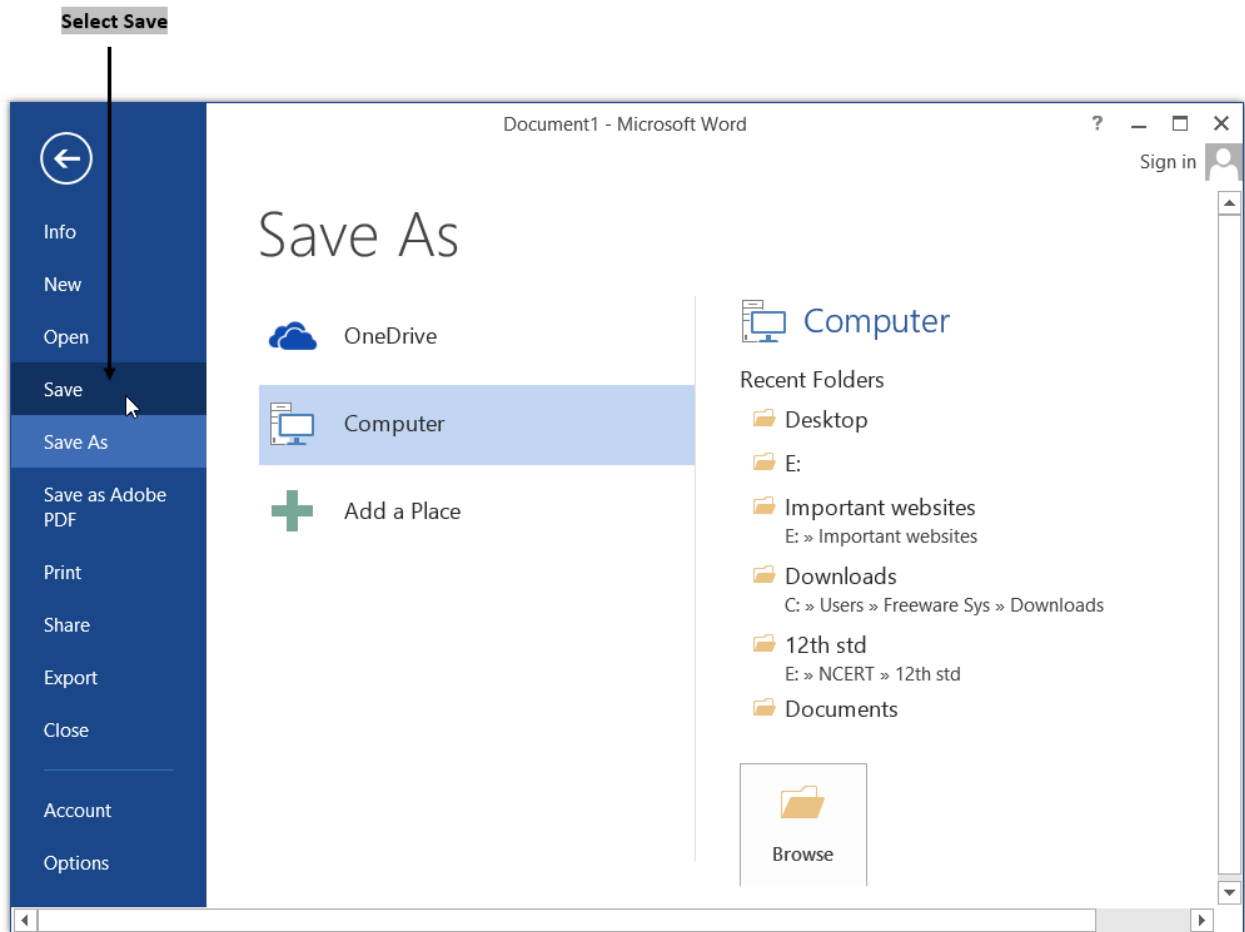 Select Save
Document1 - Microsoft Word
?
Sign in
Info
New
Open
Save
Save As
Save as Adobe
PDF
Print
Share
Export
Close
Account
Options
Save As
OneDrive
Computer
Add a Place
Computer
Recent Folders
Desktop
E:
Important websites
E: » Important websites
Downloads
C: » Users » Freeware Sys » Downloads
12th std
E: » NCERT » 12th std
Documents
Browse